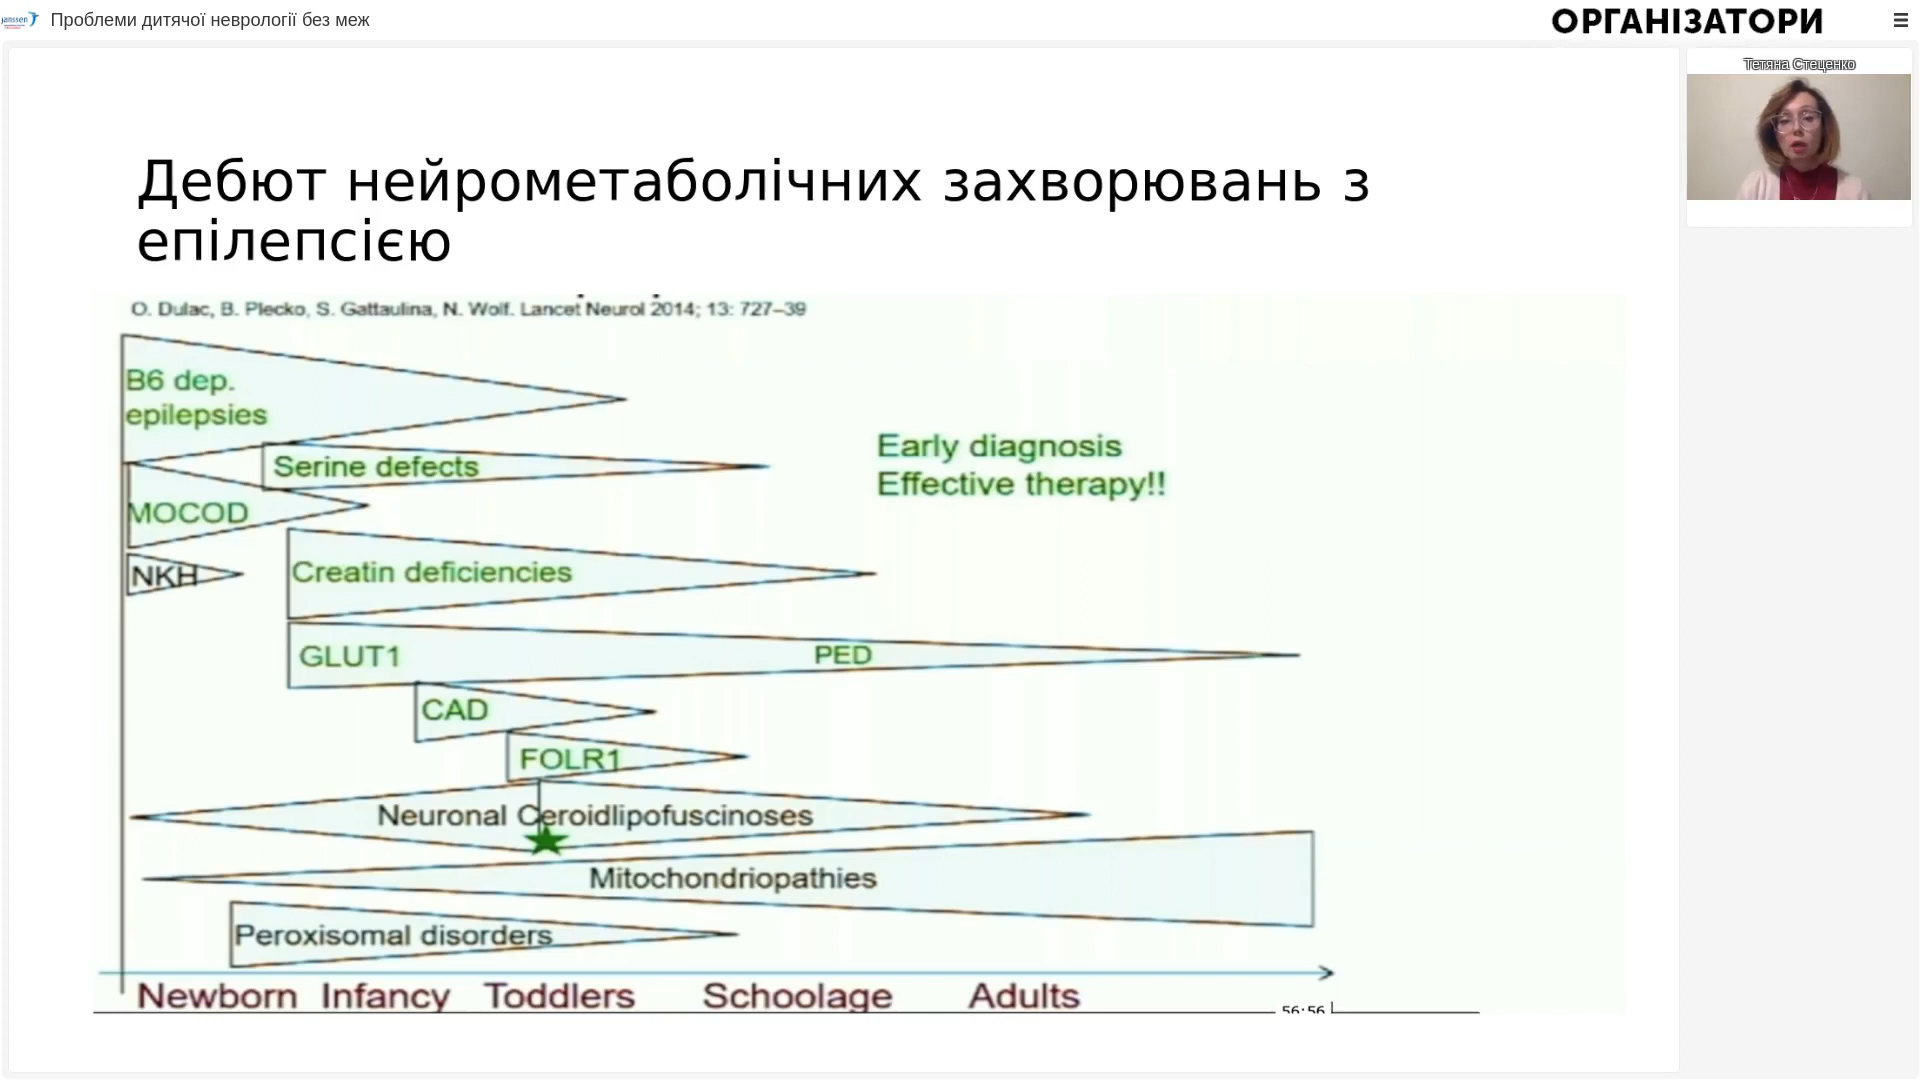 janssen
Проблеми дитячої неврології без меж
ОРГАНІЗАТОРИ
Тетяна Стеценко
Дебют нейрометаболічних захворювань з
епілепсією
O. Dulac, B. Plecko, S. Gattaulina, N. Wolf. Lancet Neurol 2014; 13: 727–39
B6 dep.
epilepsies
Early diagnosis
Effective therapy!!
Serine defects
MOCOD
NKH
Creatin deficiencies
GLUT1
PED
CAD
FOLR1
Neuronal Ceroidlipofuscinoses
Mitochondriopathies
Peroxisomal disorders
Newborn Infancy Toddlers Schoolage Adults
56:56